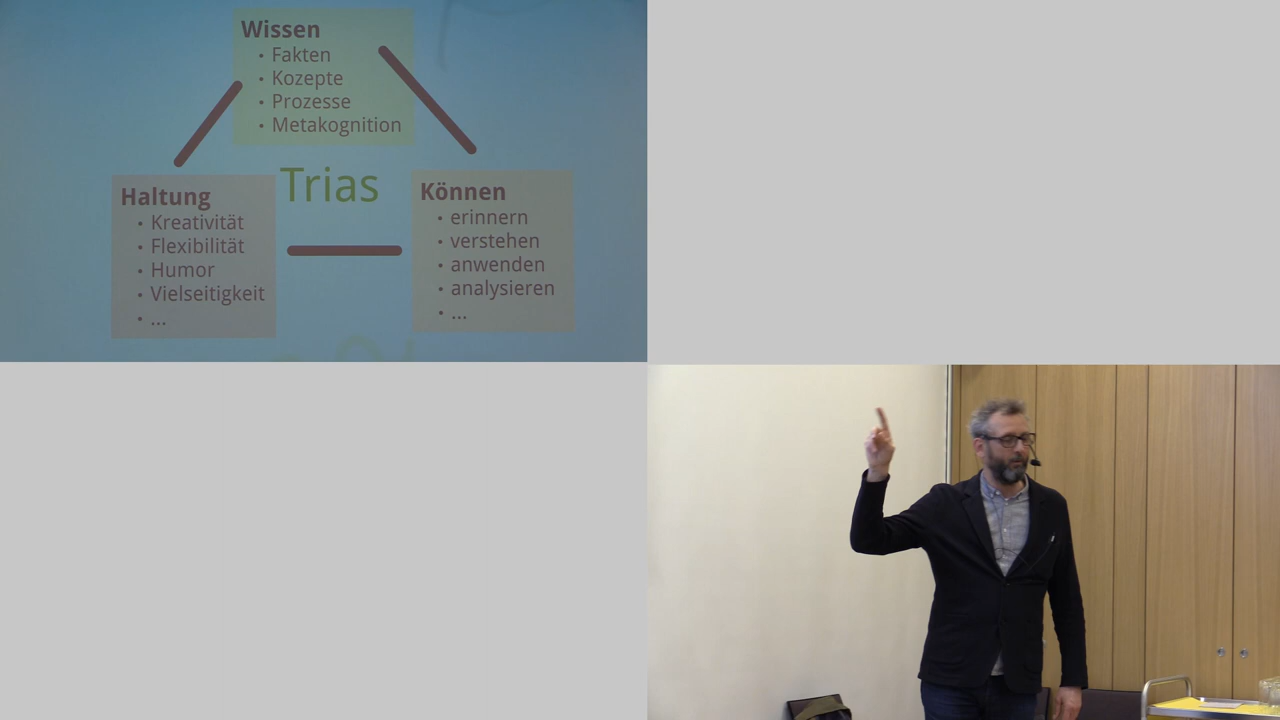 Wissen
• Fakten
• Kozepte
• Prozesse
• Metakognition
Trias
Haltung
• Kreativität
• Flexibilität
• Humor
• Vielseitigkeit
• ...
Können
• erinnern
• verstehen
• anwenden
• analysieren
• ...